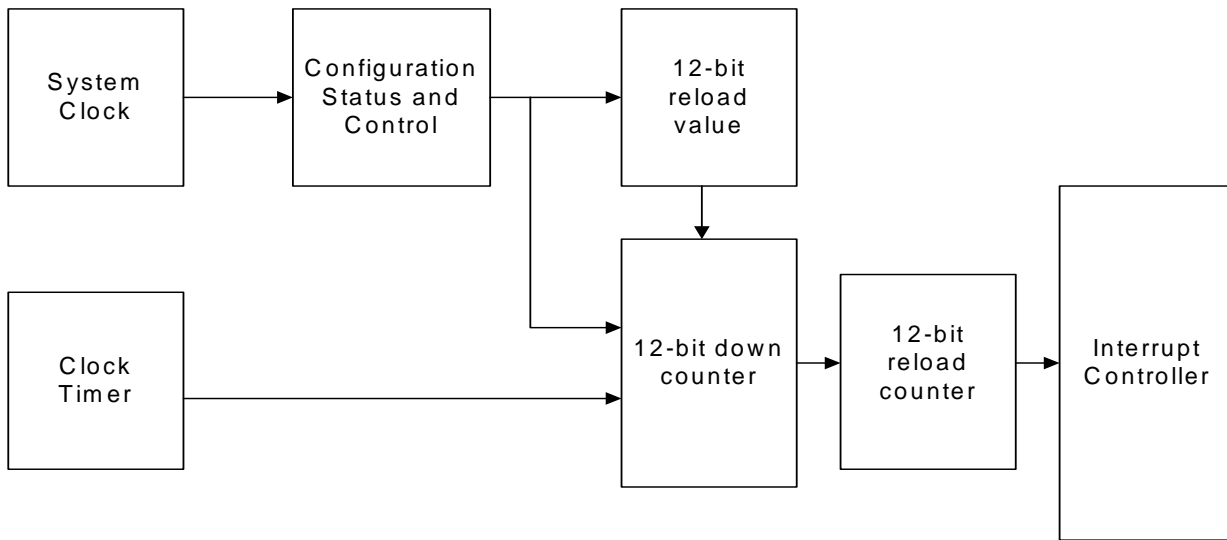 System
Clock
Configuration
Status and
Control
12-bit
reload
value
Clock
Timer
12-bit down
counter
12-bit
reload
counter
Interrupt
Controller